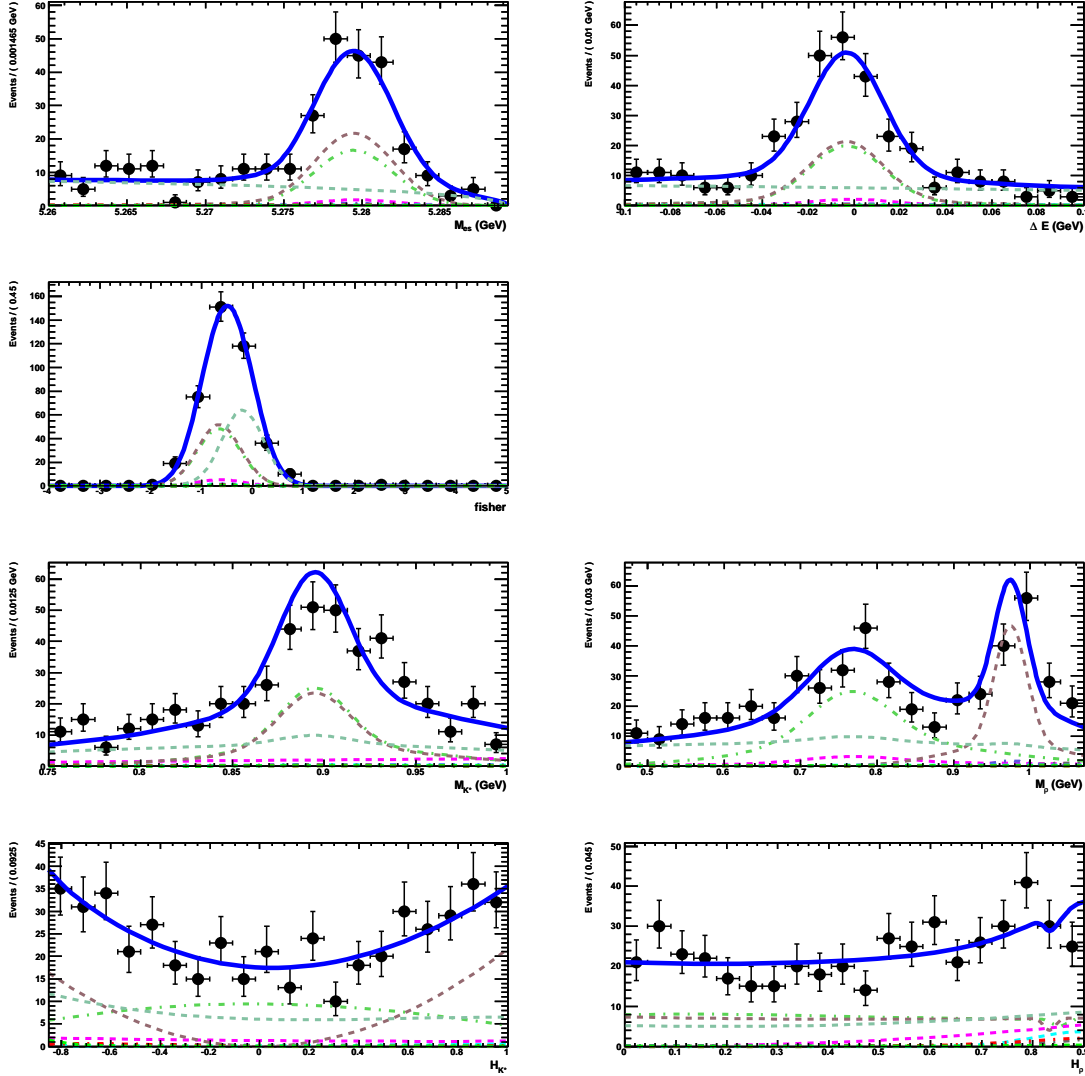 Events / ( 0.001465 GeV )
60
50
40
30
20
10
0
5.26 5.265 5.27 5.275 5.28 5.285
M_es (GeV)
Events / ( 0.01 GeV )
60
50
40
30
20
10
0
-0.1 -0.08 -0.06 -0.04 -0.02 0 0.02 0.04 0.06 0.08 0.1
Δ E (GeV)
Events / ( 0.45 )
160
140
120
100
80
60
40
20
0
-4 -3 -2 -1 0 1 2 3 4 5
fisher
Events / ( 0.0125 GeV )
60
50
40
30
20
10
0
0.75 0.8 0.85 0.9 0.95 1
M_K* (GeV)
Events / ( 0.03 GeV )
60
50
40
30
20
10
0
0.5 0.6 0.7 0.8 0.9 1
M_ρ (GeV)
Events / ( 0.0925 )
45
40
35
30
25
20
15
10
5
0
-0.8 -0.6 -0.4 -0.2 0 0.2 0.4 0.6 0.8 1
H_K*
Events / ( 0.045 )
50
40
30
20
10
0
0 0.1 0.2 0.3 0.4 0.5 0.6 0.7 0.8
H_ρ